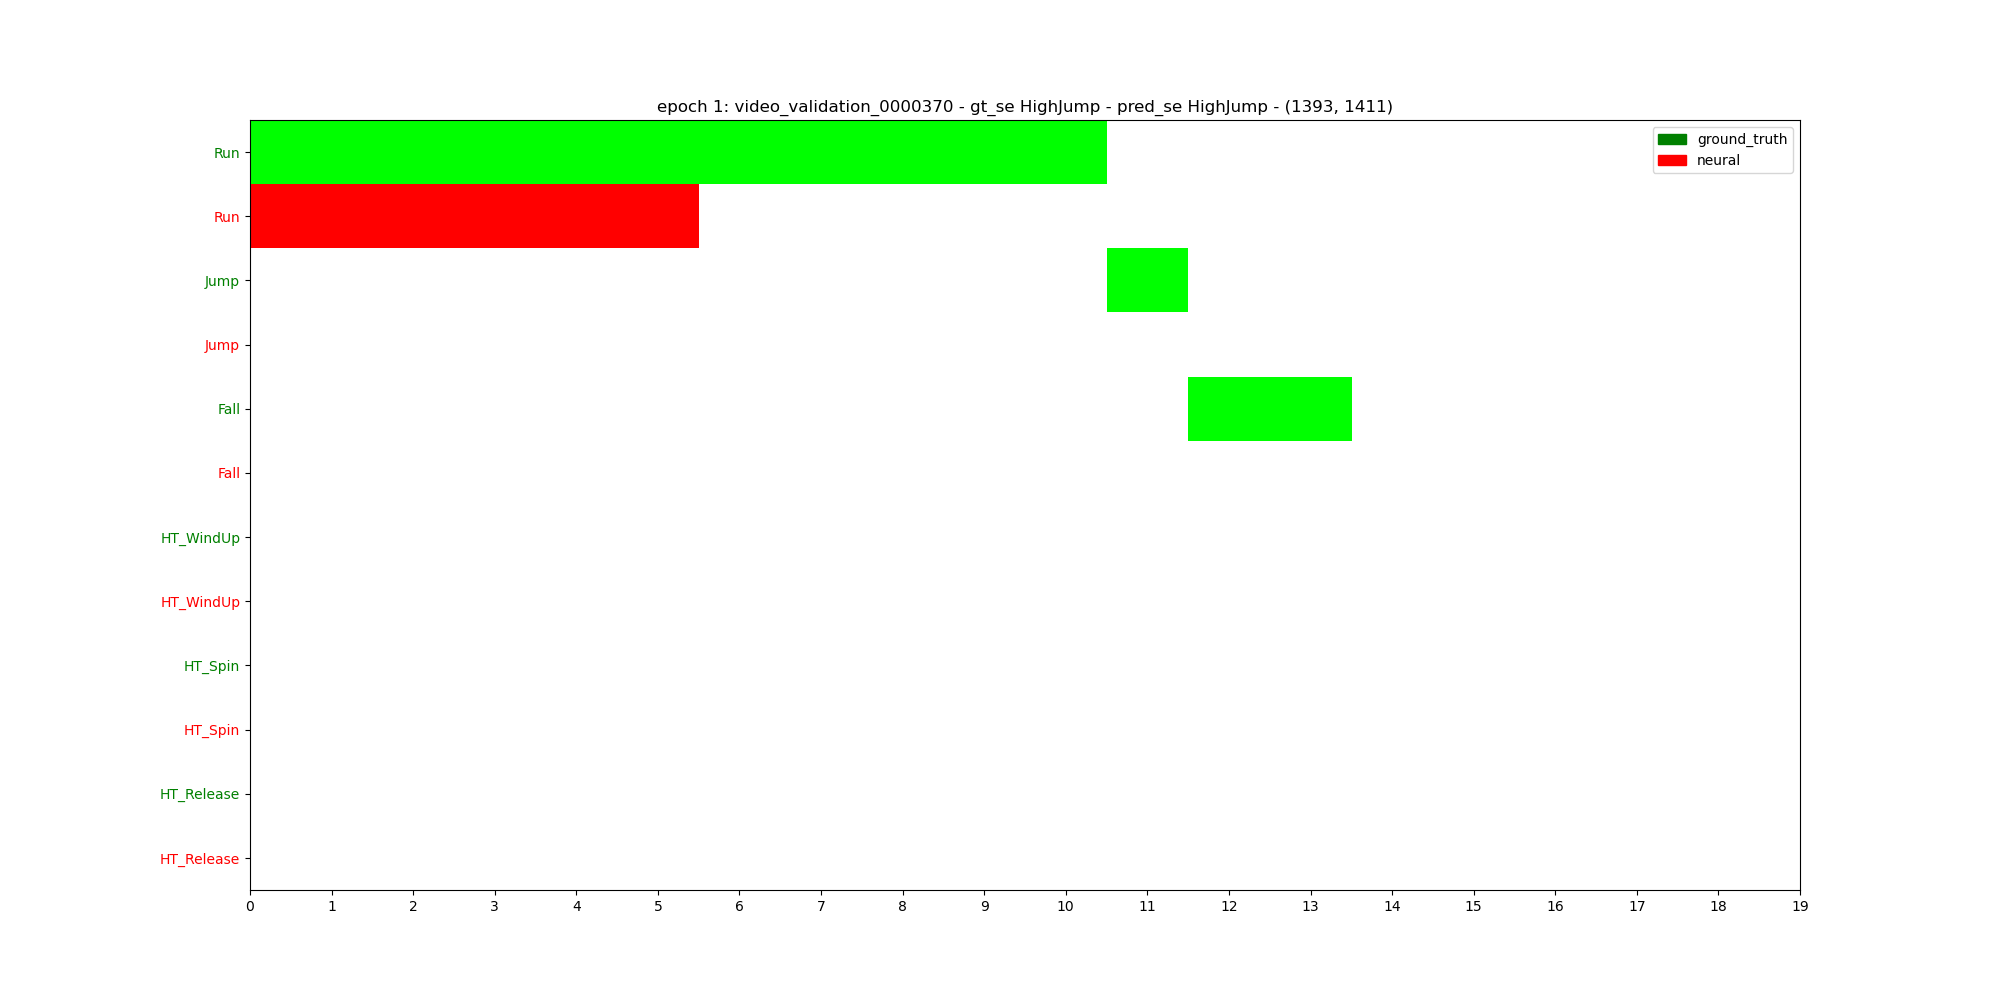 epoch 1: video_validation_0000370 - gt_se HighJump - pred_se HighJump - (1393, 1411)
ground_truth
neural
Run
Run
Jump
Jump
Fall
Fall
HT_WindUp
HT_WindUp
HT_Spin
HT_Spin
HT_Release
HT_Release
0 1 2 3 4 5 6 7 8 9 10 11 12 13 14 15 16 17 18 19